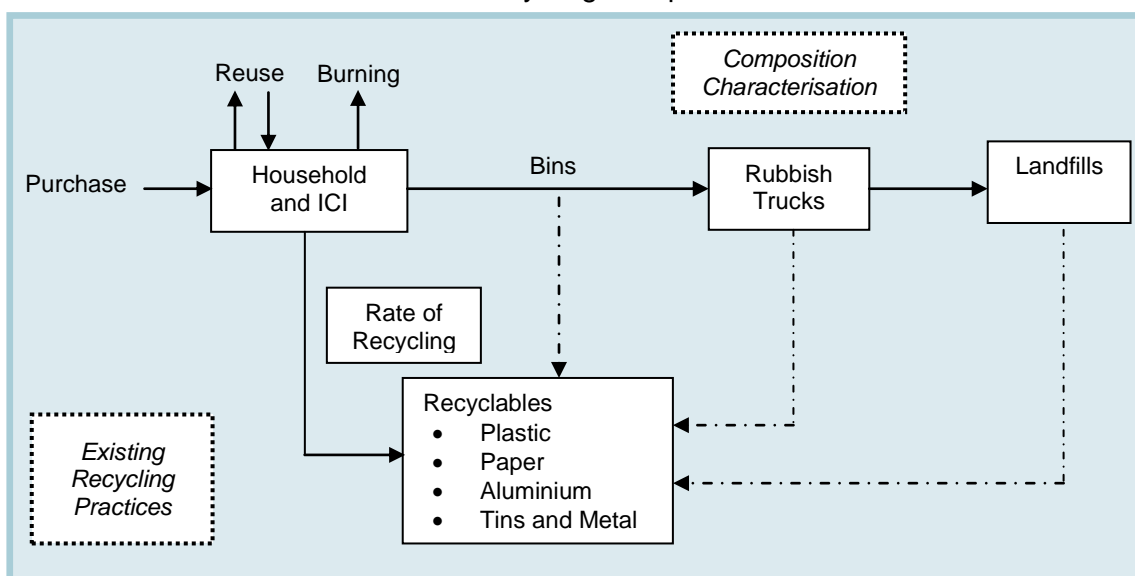 Composition
Characterisation
Reuse
Burning
Purchase
Household
and ICI
Bins
Rubbish
Trucks
Landfills
Rate of
Recycling
Recyclables
• Plastic
• Paper
• Aluminium
• Tins and Metal
Existing
Recycling
Practices